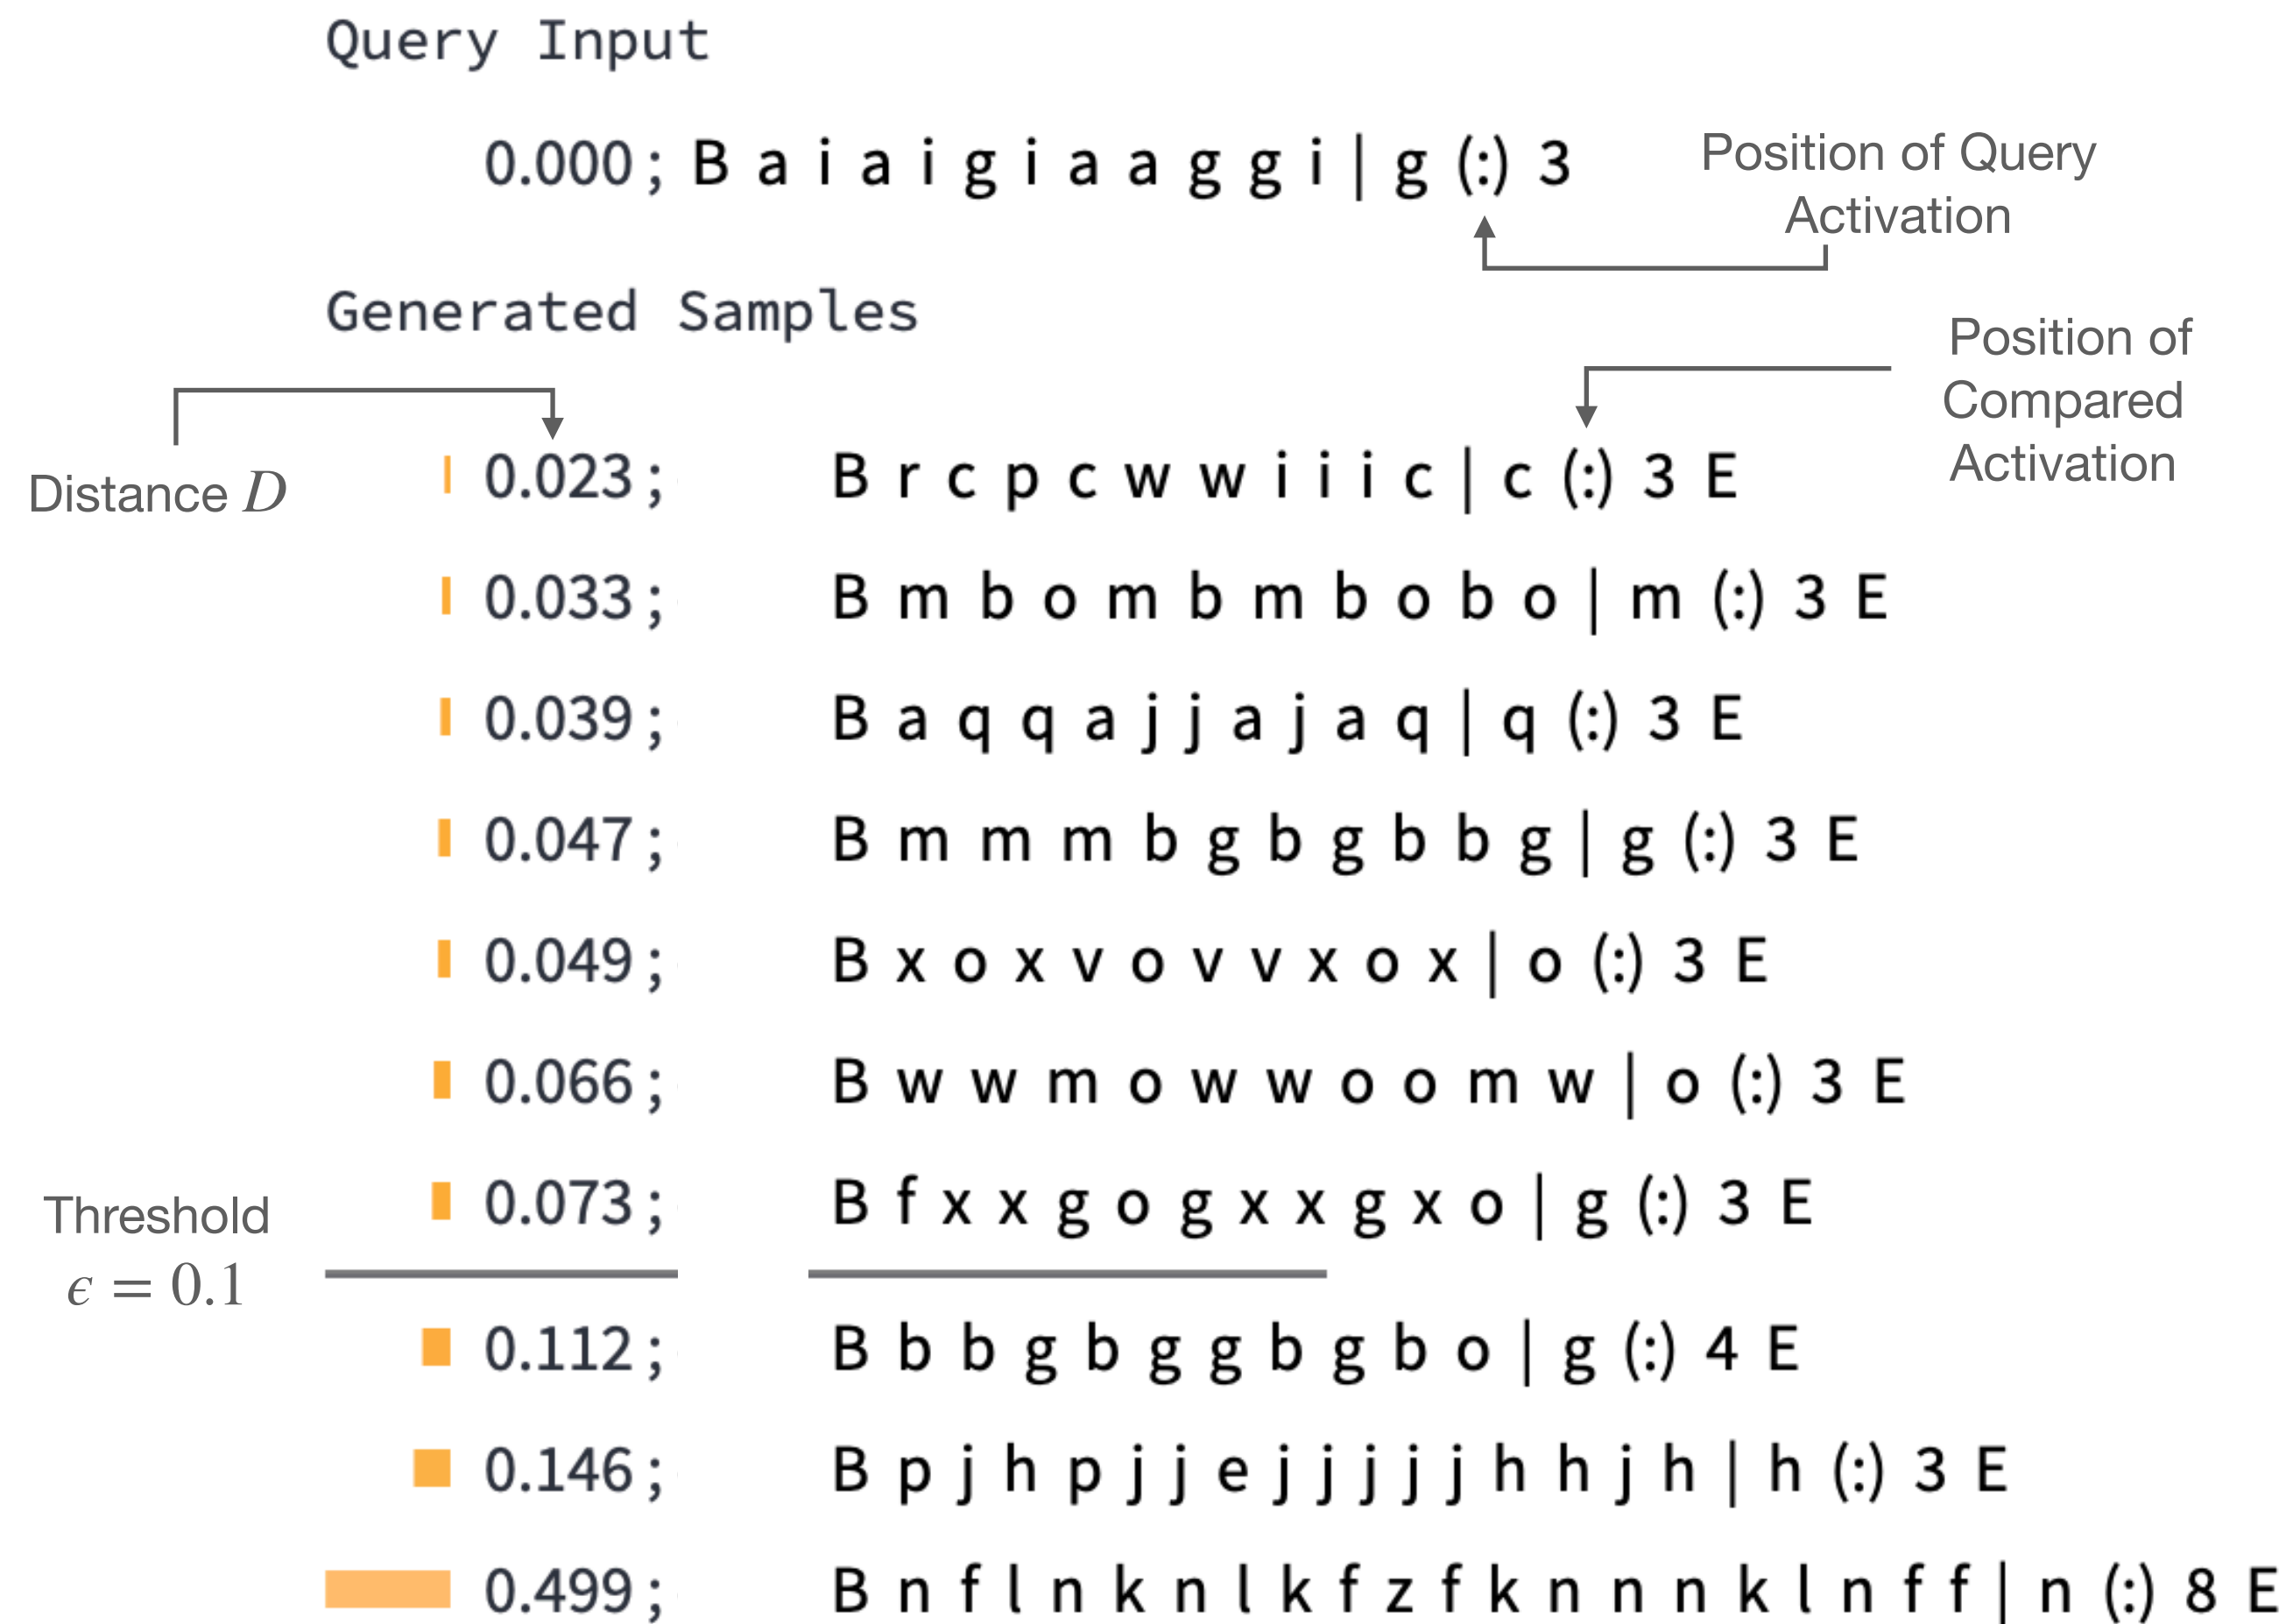 Query Input
0.000; B a i a i g i a a g g i | g (:) 3
Position of Query
Activation
Generated Samples
Position of
Compared
Activation
Distance D
0.023; B r c p c w w i i i c | c (:) 3 E
0.033; B m b o m b m b o b o | m (:) 3 E
0.039; B a q q a j j a j a q | q (:) 3 E
0.047; B m m m b g b g b b g | g (:) 3 E
0.049; B x o x v o v v x o x | o (:) 3 E
0.066; B w w m o w w o o m w | o (:) 3 E
0.073; B f x x g o g x x g x o | g (:) 3 E
Threshold
ϵ = 0.1
0.112; B b b g b g g b g b o | g (:) 4 E
0.146; B p j h p j j e j j j j j h h j h | h (:) 3 E
0.499; B n f l n k n l k f z f k n n n k l n f f | n (:) 8 E